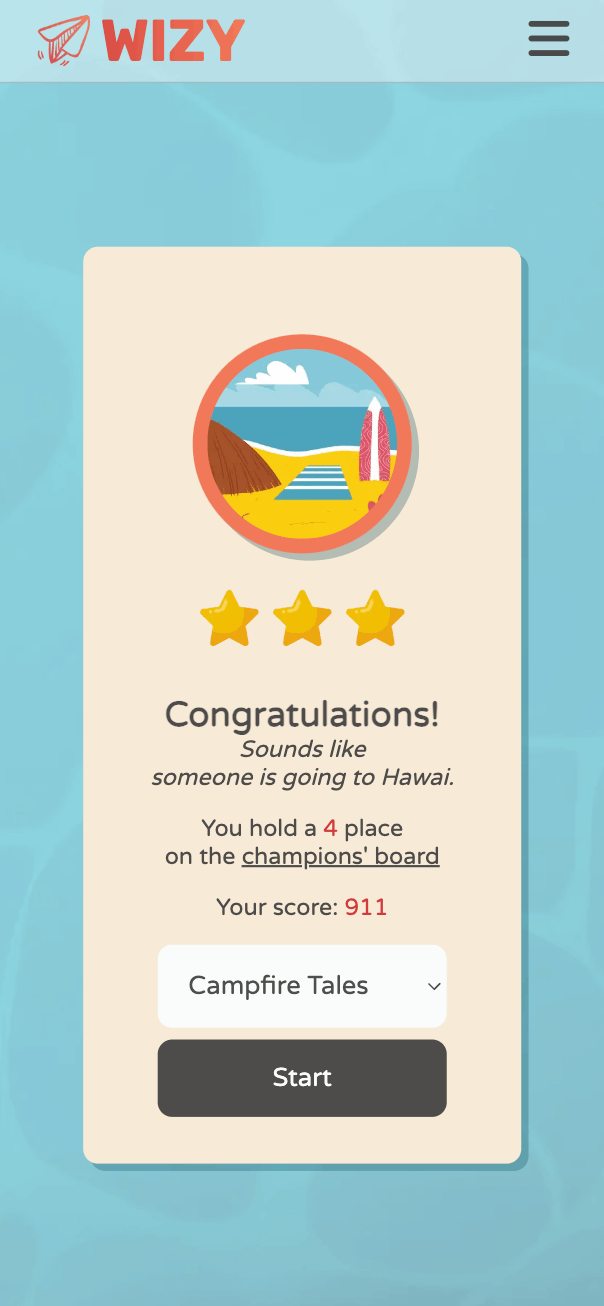 WIZY
Congratulations!
Sounds like
someone is going to Hawai.
You hold a 4 place
on the champions' board
Your score: 911
Campfire Tales
Start